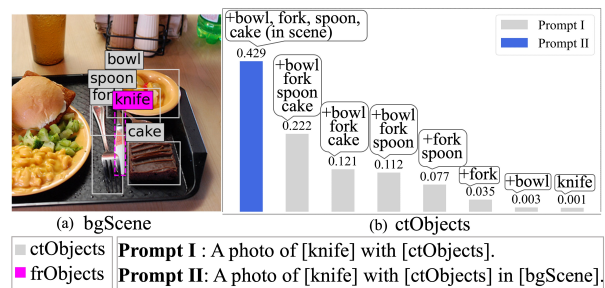 bowl
spoon
for
knife
cake
(a) bgScene
+bowl, fork, spoon,
cake (in scene)
0.429
+bowl
fork
spoon
cake
0.222
+bowl
fork
cake
0.121
+bowl
fork
spoon
0.112
+fork
spoon
0.077
+fork
0.035
+bowl
0.003
knife
0.001
Prompt I
Prompt II
(b) ctObjects
ctObjects
frObjects
Prompt I : A photo of [knife] with [ctObjects].
Prompt II: A photo of [knife] with [ctObjects] in [bgScene].